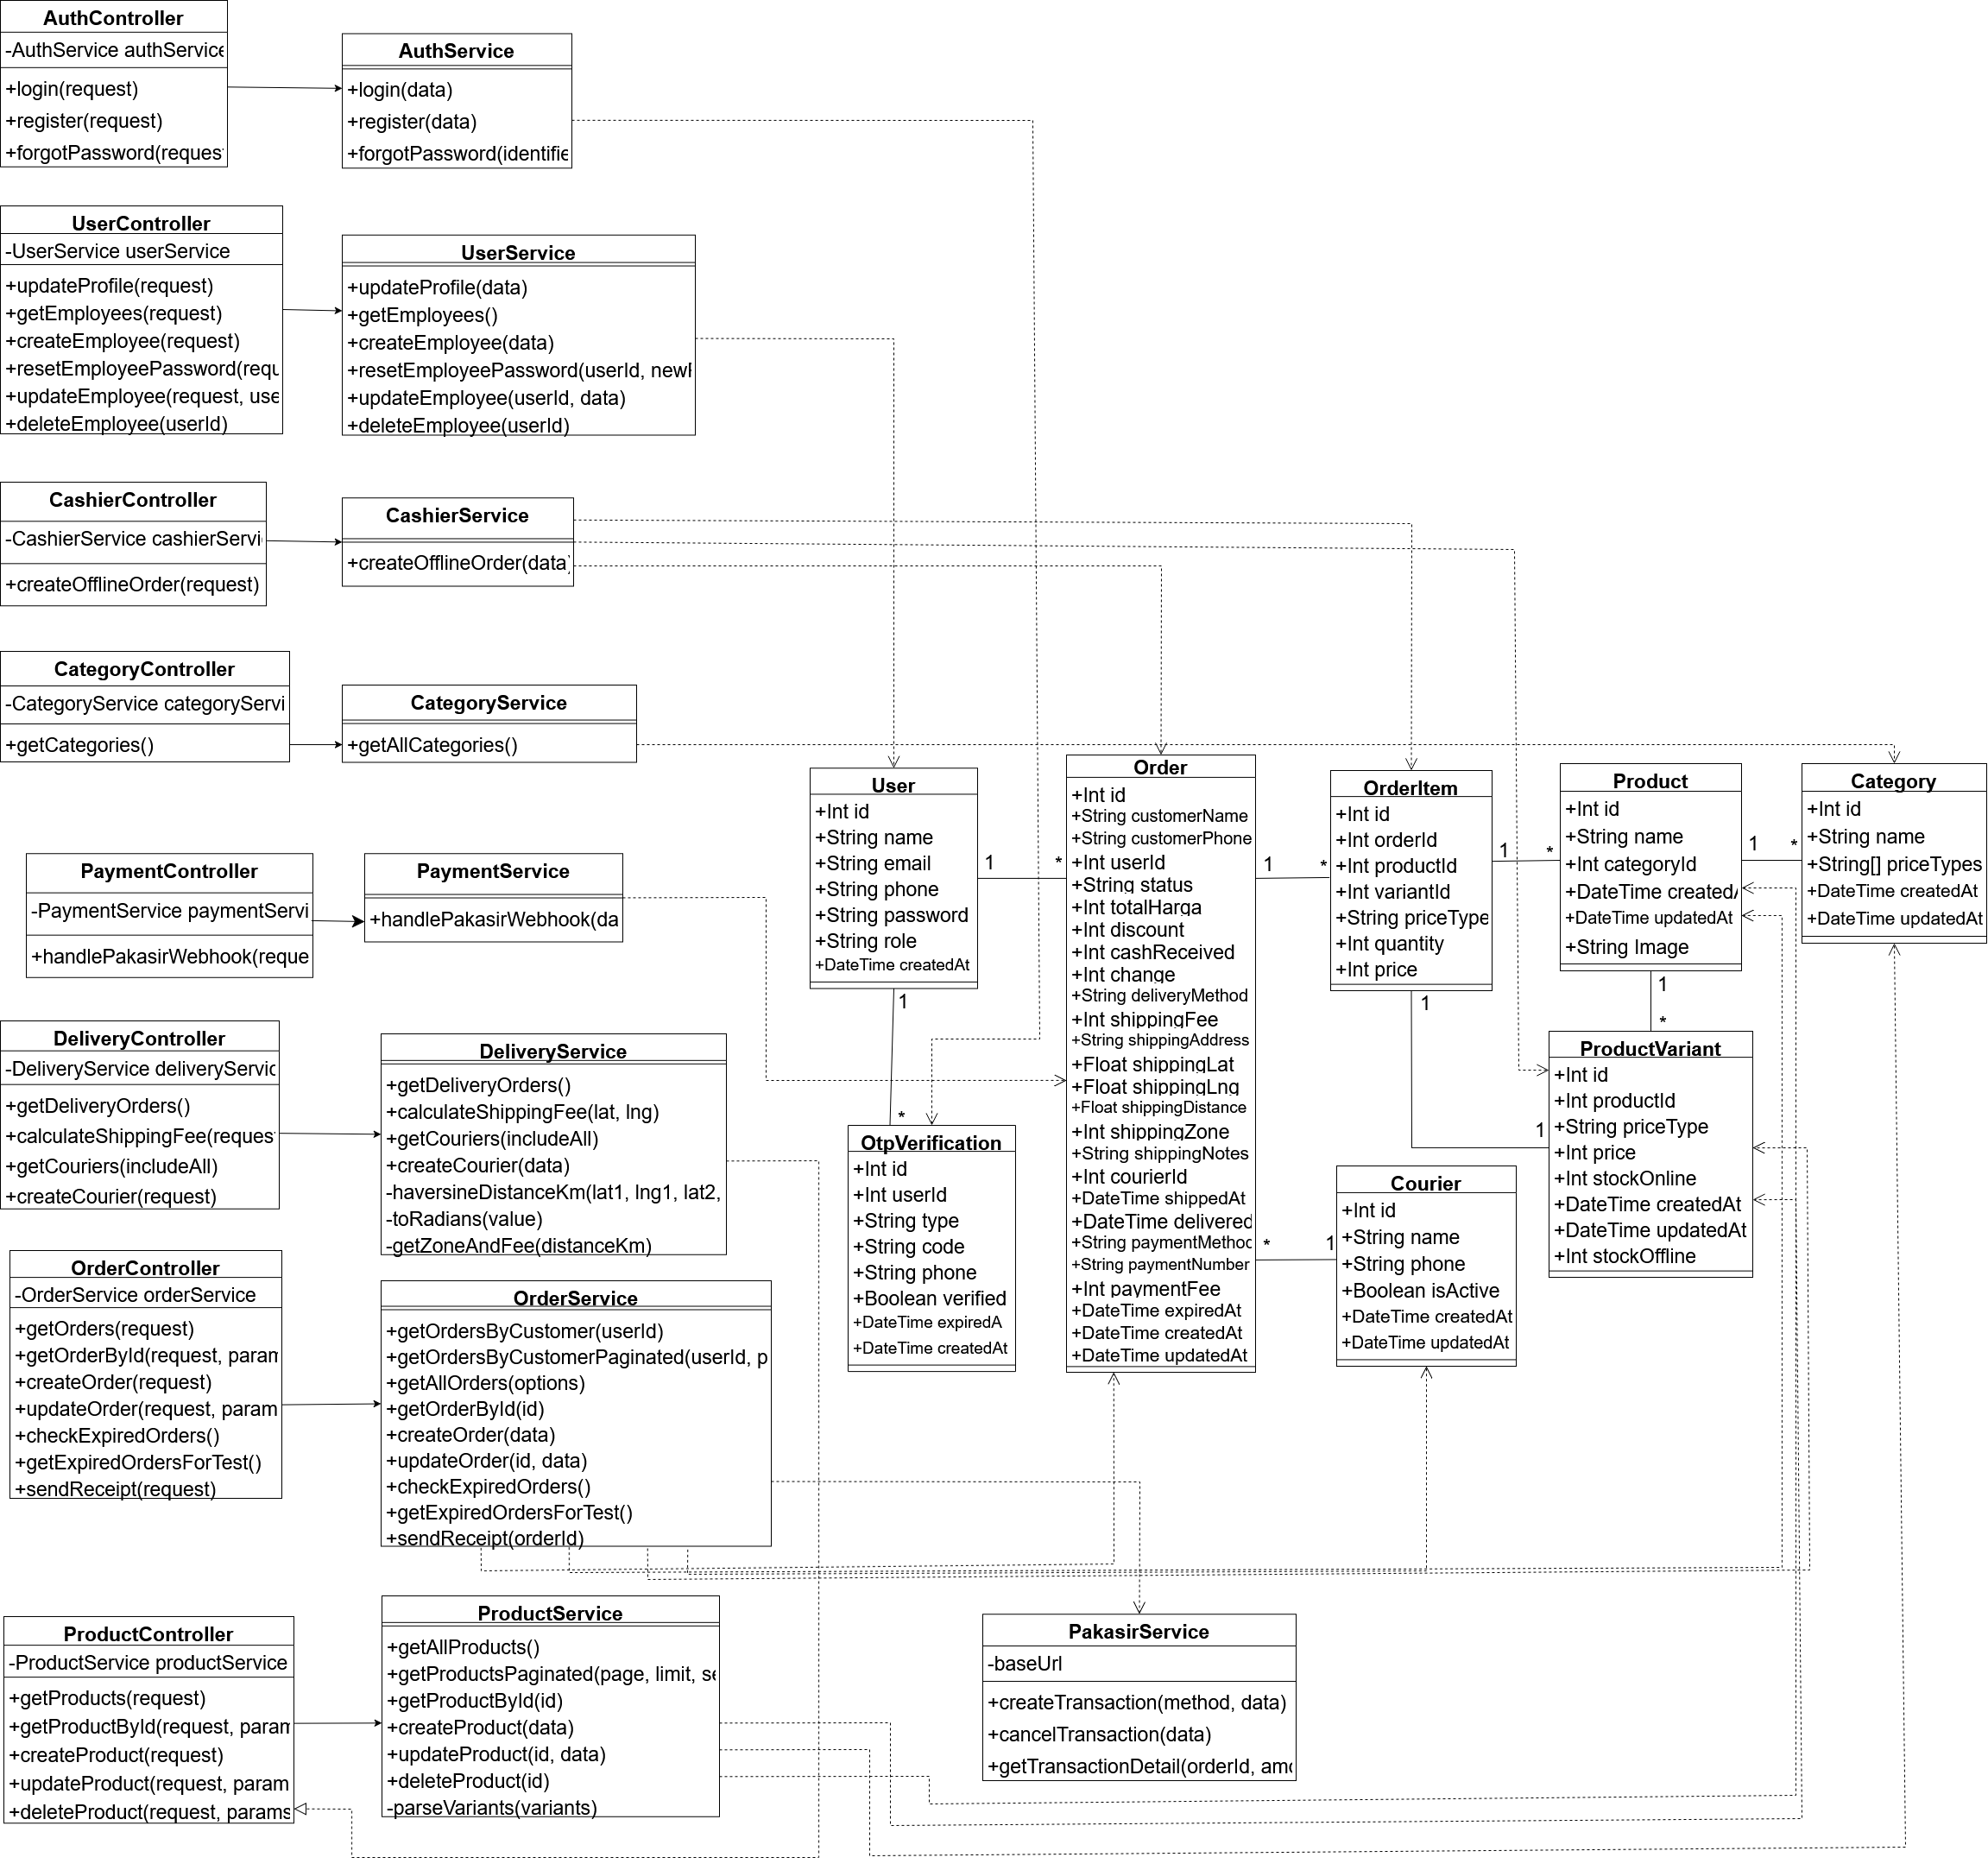 AuthController
-AuthService authService
+login(request)
+register(request)
+forgotPassword(reques
AuthService
+login(data)
+register(data)
+forgotPassword(identifie
UserController
-UserService userService
+updateProfile(request)
+getEmployees(request)
+createEmployee(request)
+resetEmployeePassword(requ
+updateEmployee(request, use
+deleteEmployee(userId)
UserService
+updateProfile(data)
+getEmployees()
+createEmployee(data)
+resetEmployeePassword(userId, newP
+updateEmployee(userId, data)
+deleteEmployee(userId)
CashierController
-CashierService cashierServi
+createOfflineOrder(request)
CashierService
+createOfflineOrder(data)
CategoryController
-CategoryService categoryServi
+getCategories()
CategoryService
+getAllCategories()
PaymentController
-PaymentService paymentServi
+handlePakasirWebhook(reque
PaymentService
+handlePakasirWebhook(da
DeliveryController
-DeliveryService deliveryServic
+getDeliveryOrders()
+calculateShippingFee(reques
+getCouriers(includeAll)
+createCourier(request)
DeliveryService
+getDeliveryOrders()
+calculateShippingFee(lat, lng)
+getCouriers(includeAll)
+createCourier(data)
-haversineDistanceKm(lat1, lng1, lat2,
-toRadians(value)
-getZoneAndFee(distanceKm)
OrderController
-OrderService orderService
+getOrders(request)
+getOrderById(request, param
+createOrder(request)
+updateOrder(request, param
+checkExpiredOrders()
+getExpiredOrdersForTest()
+sendReceipt(request)
OrderService
+getOrdersByCustomer(userId)
+getOrdersByCustomerPaginated(userId, p
+getAllOrders(options)
+getOrderById(id)
+createOrder(data)
+updateOrder(id, data)
+checkExpiredOrders()
+getExpiredOrdersForTest()
+sendReceipt(orderId)
ProductController
-ProductService productService
+getProducts(request)
+getProductById(request, param
+createProduct(request)
+updateProduct(request, param
+deleteProduct(request, params
ProductService
+getAllProducts()
+getProductsPaginated(page, limit, se
+getProductById(id)
+createProduct(data)
+updateProduct(id, data)
+deleteProduct(id)
-parseVariants(variants)
PakasirService
-baseUrl
+createTransaction(method, data)
+cancelTransaction(data)
+getTransactionDetail(orderId, amo
User
+Int id
+String name
+String email
+String phone
+String password
+String role
+DateTime createdAt
1
*
1
*
OtpVerification
+Int id
+Int userId
+String type
+String code
+String phone
+Boolean verified
+DateTime expiredA
+DateTime createdAt
Order
+Int id
+String customerName
+String customerPhone
+Int userId
+String status
+Int totalHarga
+Int discount
+Int cashReceived
+Int change
+String deliveryMethod
+Int shippingFee
+String shippingAddress
+Float shippingLat
+Float shippingLng
+Float shippingDistance
+Int shippingZone
+String shippingNotes
+Int courierId
+DateTime shippedAt
+DateTime delivered
+String paymentMethod
+String paymentNumber
+Int paymentFee
+DateTime expiredAt
+DateTime createdAt
+DateTime updatedAt
1
*
*
1
OrderItem
+Int id
+Int orderId
+Int productId
+Int variantId
+String priceType
+Int quantity
+Int price
1
*
1
1
Courier
+Int id
+String name
+String phone
+Boolean isActive
+DateTime createdAt
+DateTime updatedAt
Product
+Int id
+String name
+Int categoryId
+DateTime created
+DateTime updatedAt
+String Image
1
*
1
*
ProductVariant
+Int id
+Int productId
+String priceType
+Int price
+Int stockOnline
+DateTime createdAt
+DateTime updatedAt
+Int stockOffline
Category
+Int id
+String name
+String[] priceTypes
+DateTime createdAt
+DateTime updatedAt